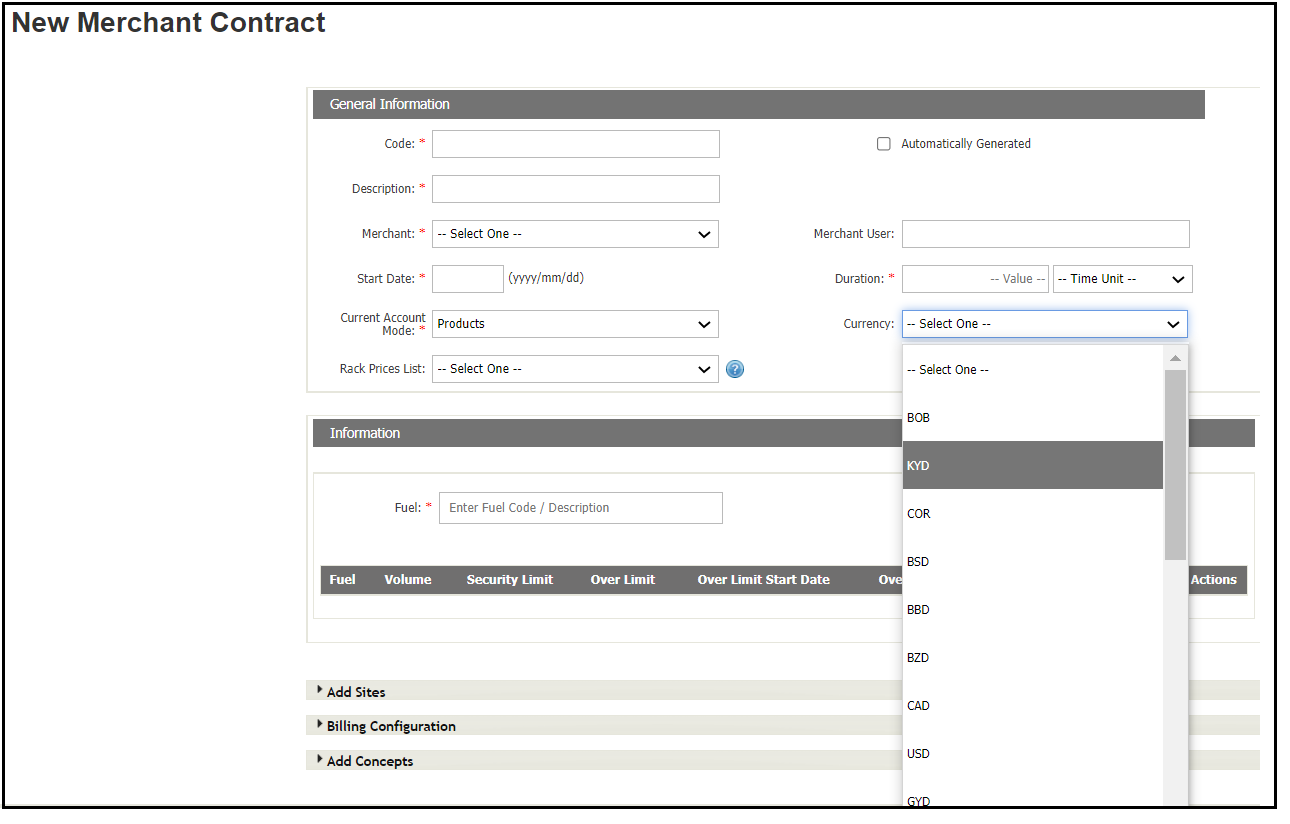 New Merchant Contract
General Information
Code: *
Automatically Generated
Description: *
Merchant: * -- Select One --
Merchant User:
Start Date: * (yyyy/mm/dd)
Duration: * -- Value -- -- Time Unit --
Current Account
Mode: * Products
Currency: -- Select One --
Rack Prices List: -- Select One -- ?
-- Select One --
BOB
KYD
COR
BSD
BBD
BZD
CAD
USD
GYD
Information
Fuel: * Enter Fuel Code / Description
Fuel Volume Security Limit Over Limit Over Limit Start Date Ove Actions
Add Sites
Billing Configuration
Add Concepts